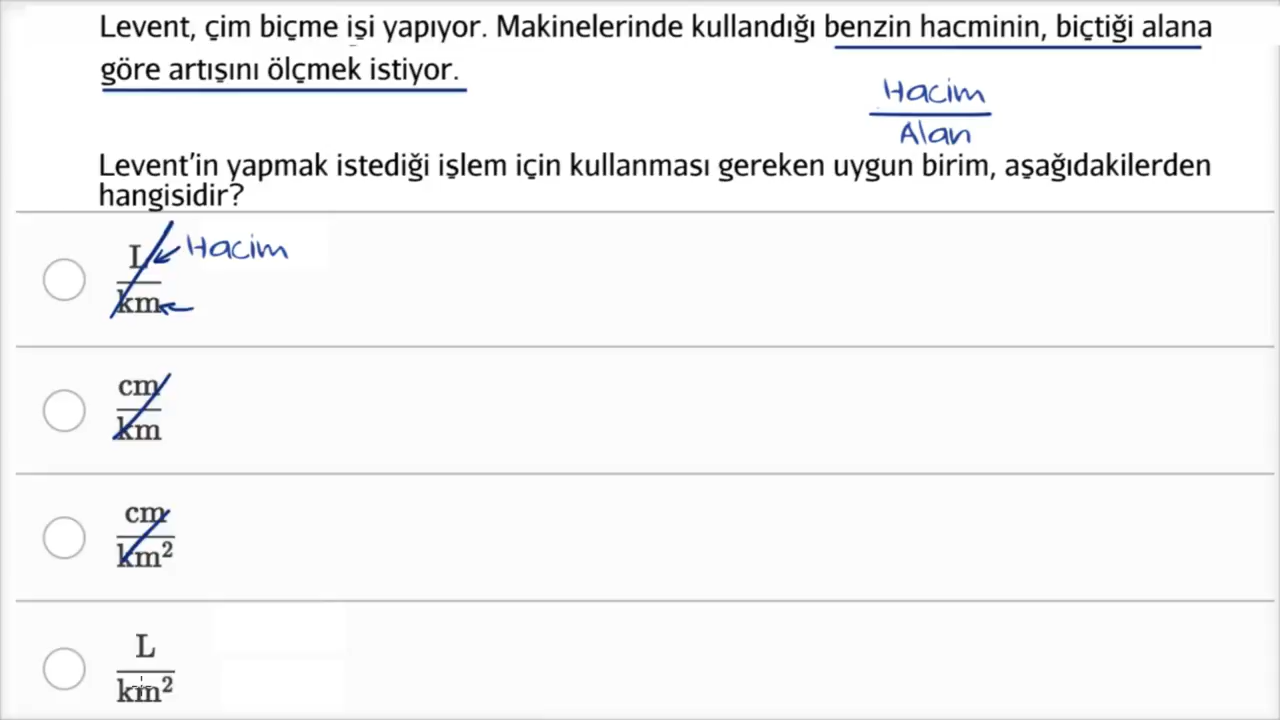 Levent, çim biçme işi yapıyor. Makinelerinde kullandığı benzin hacminin, biçtiği alana
göre artışını ölçmek istiyor.
Hacim
Alan
Levent'in yapmak istediği işlem için kullanması gereken uygun birim, aşağıdakilerden
hangisidir?
L
Hacim
km
cm
km
cm
km²
L
km²